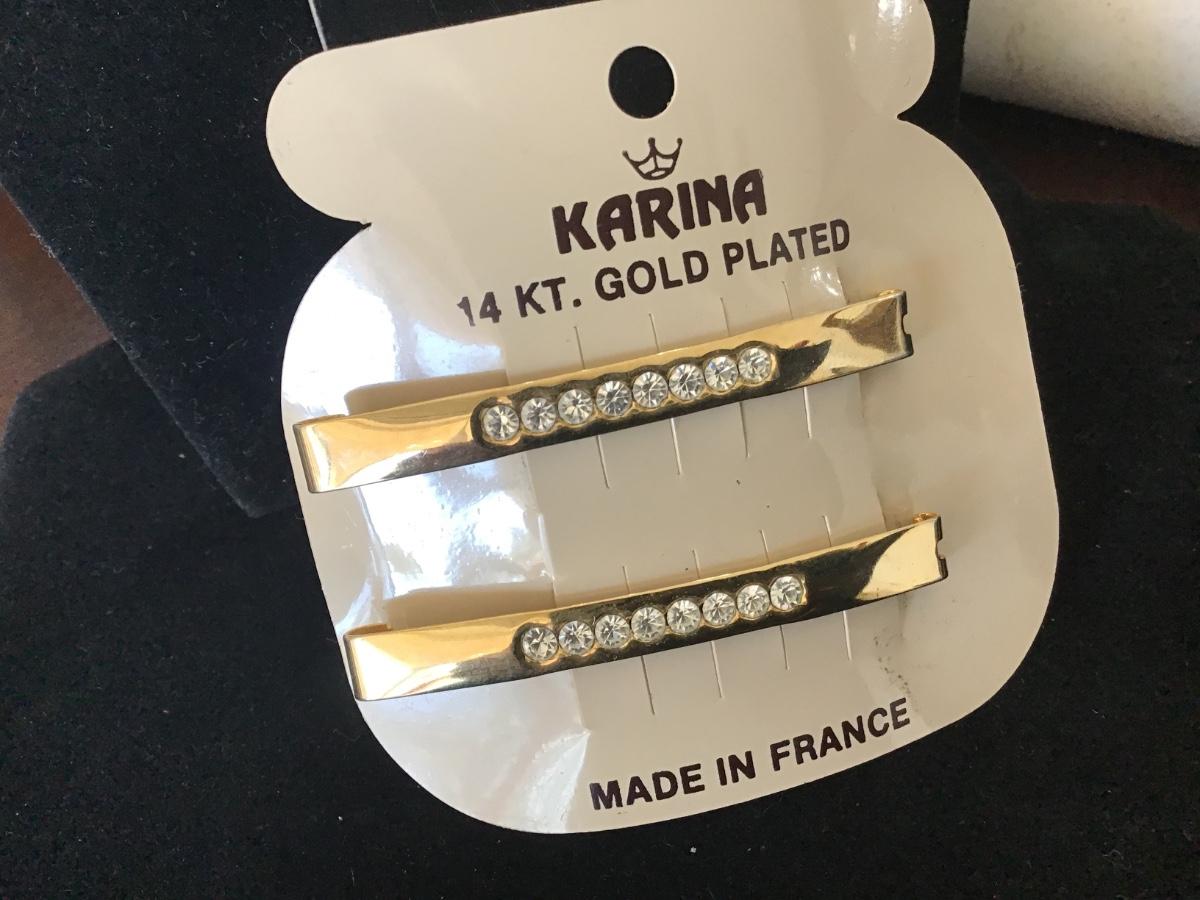 KARINA
14 KT. GOLD PLATED
MADE IN FRANCE